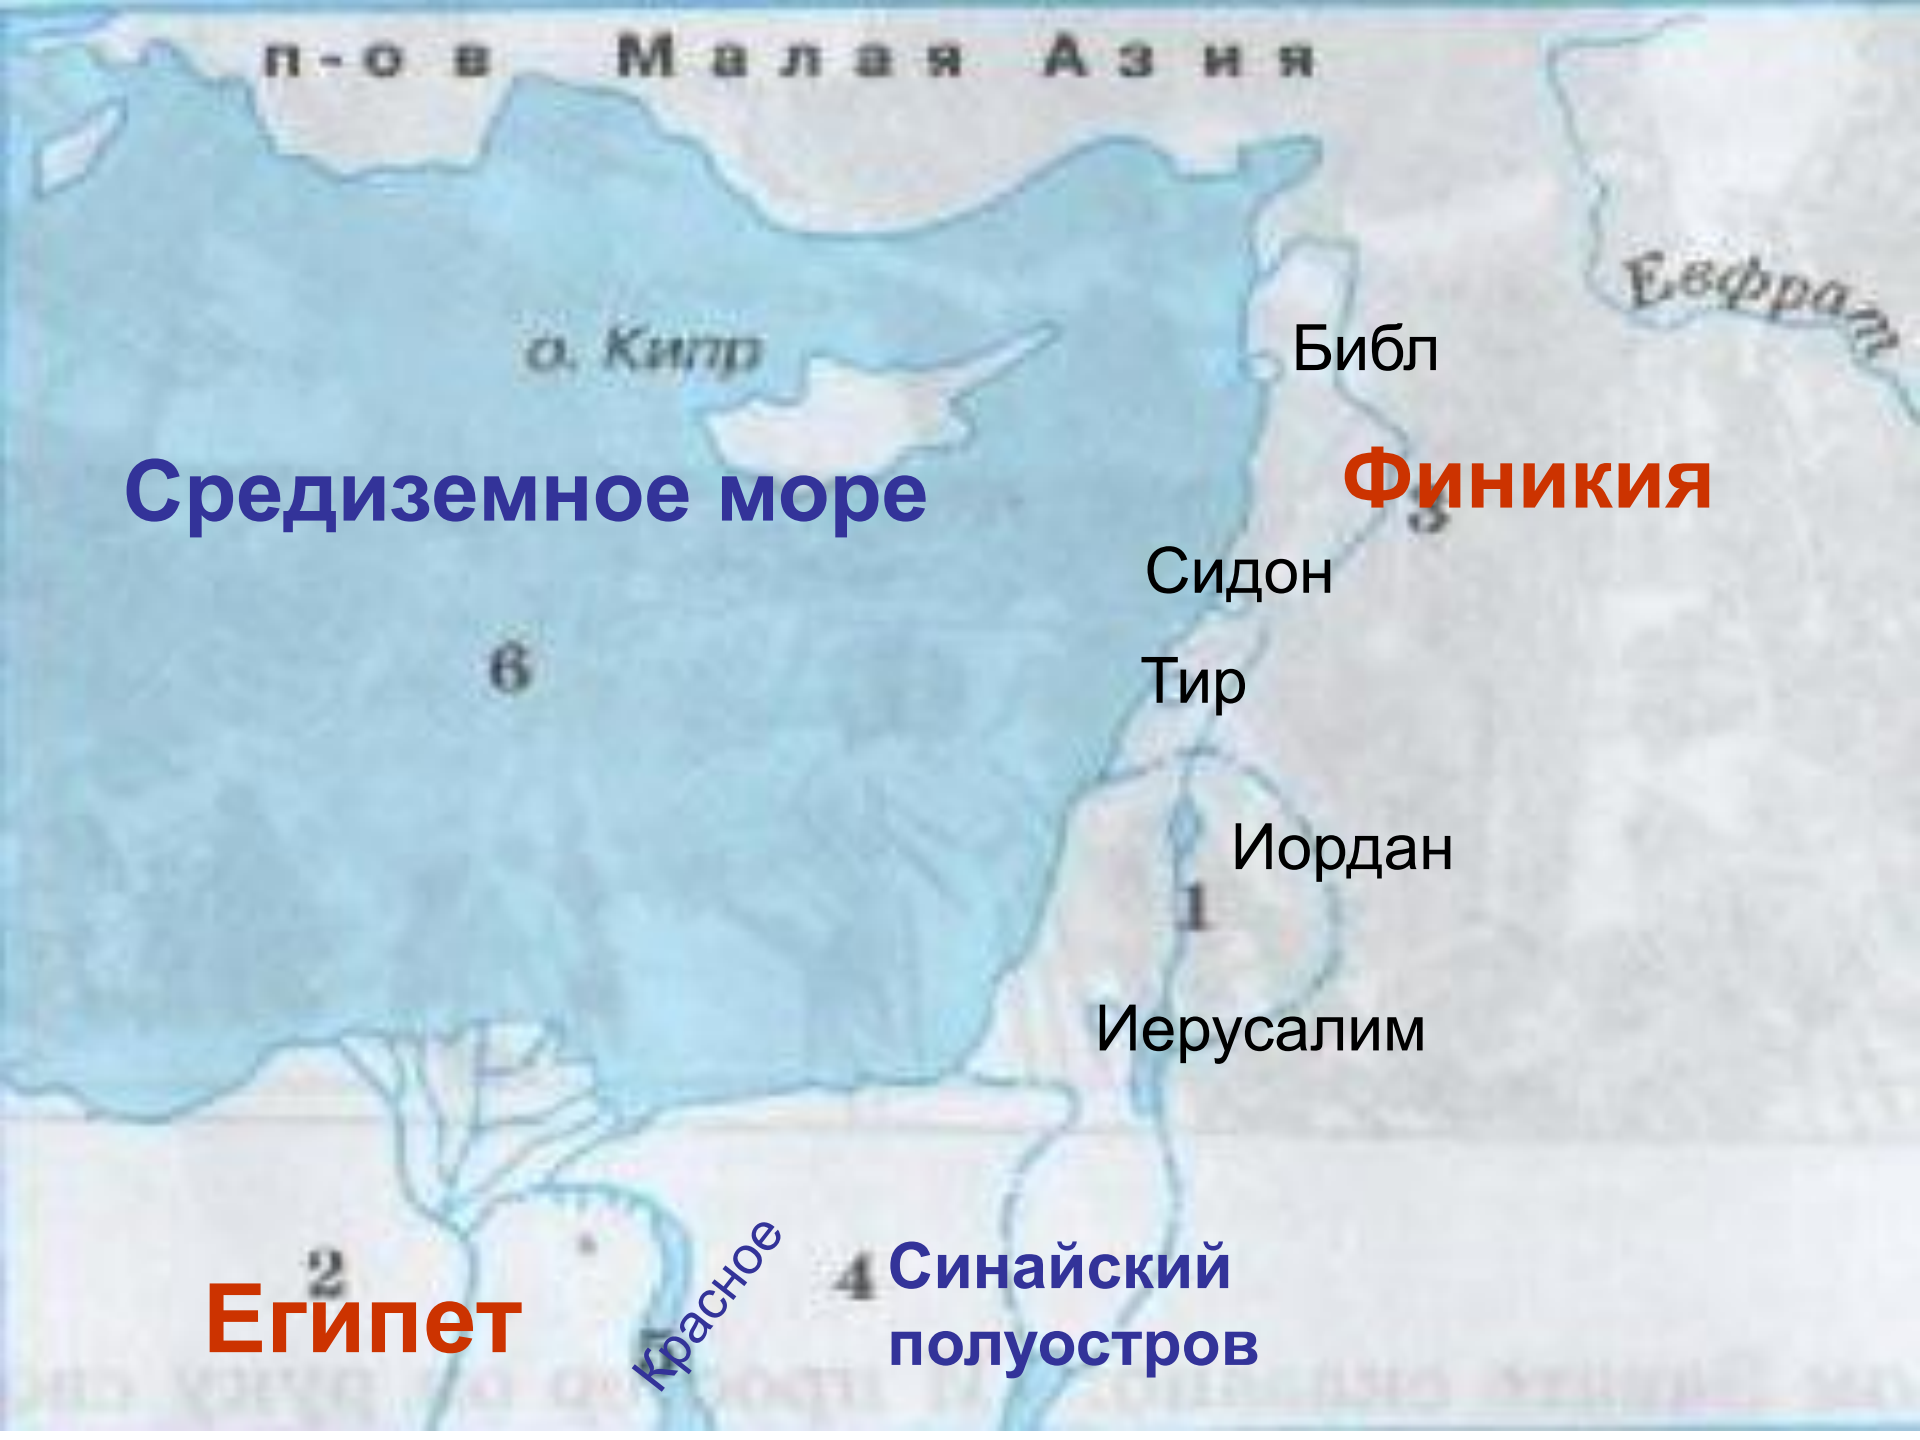 п-ов Малая Азия
Евфрат
о. Кипр
Библ
Средиземное море
Финикия
3
Сидон
6
Тир
Иордан
1
Иерусалим
2
Египет
Красное
4
Синайский
полуостров